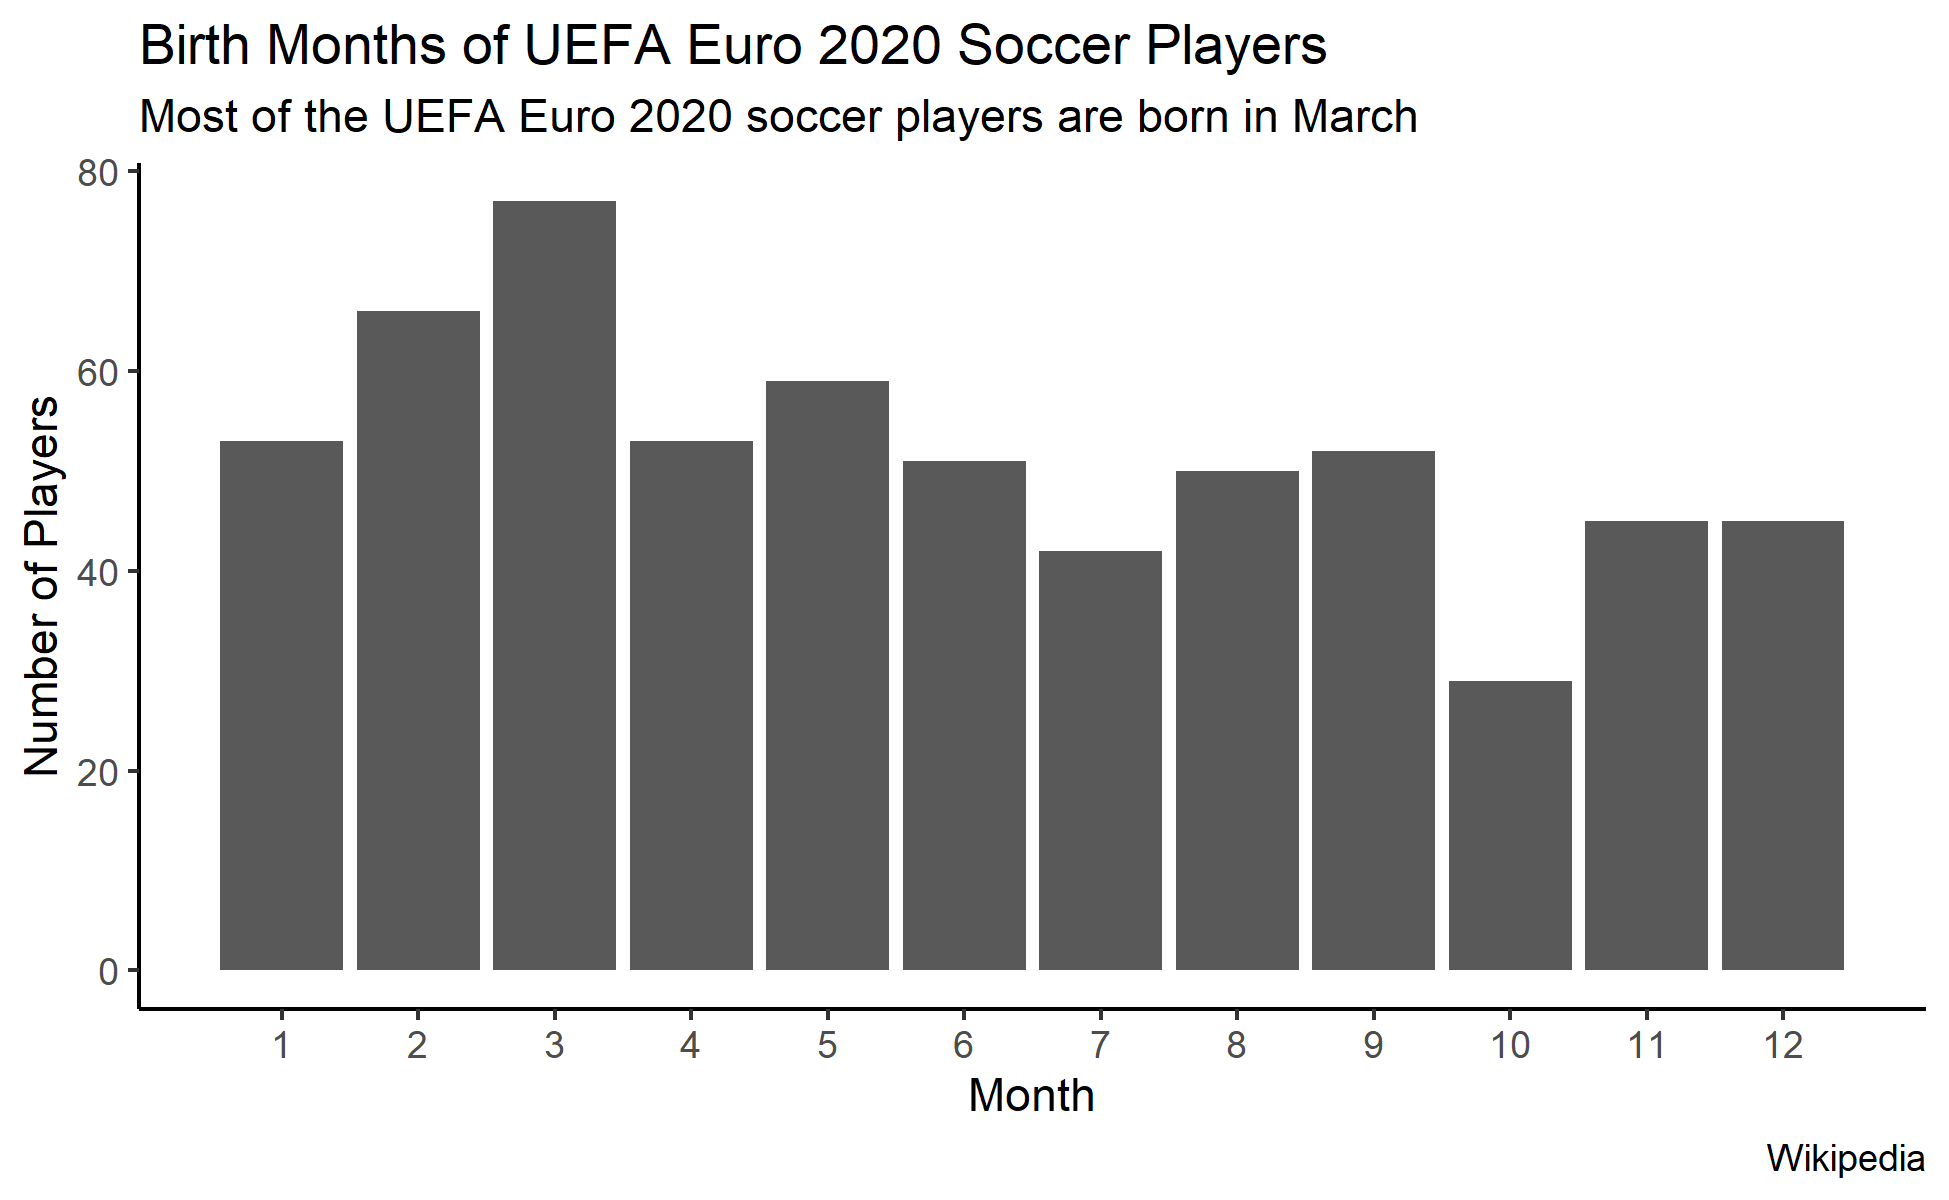 Birth Months of UEFA Euro 2020 Soccer Players
Most of the UEFA Euro 2020 soccer players are born in March
Number of Players
80
60
40
20
0
1 2 3 4 5 6 7 8 9 10 11 12
Month
Wikipedia